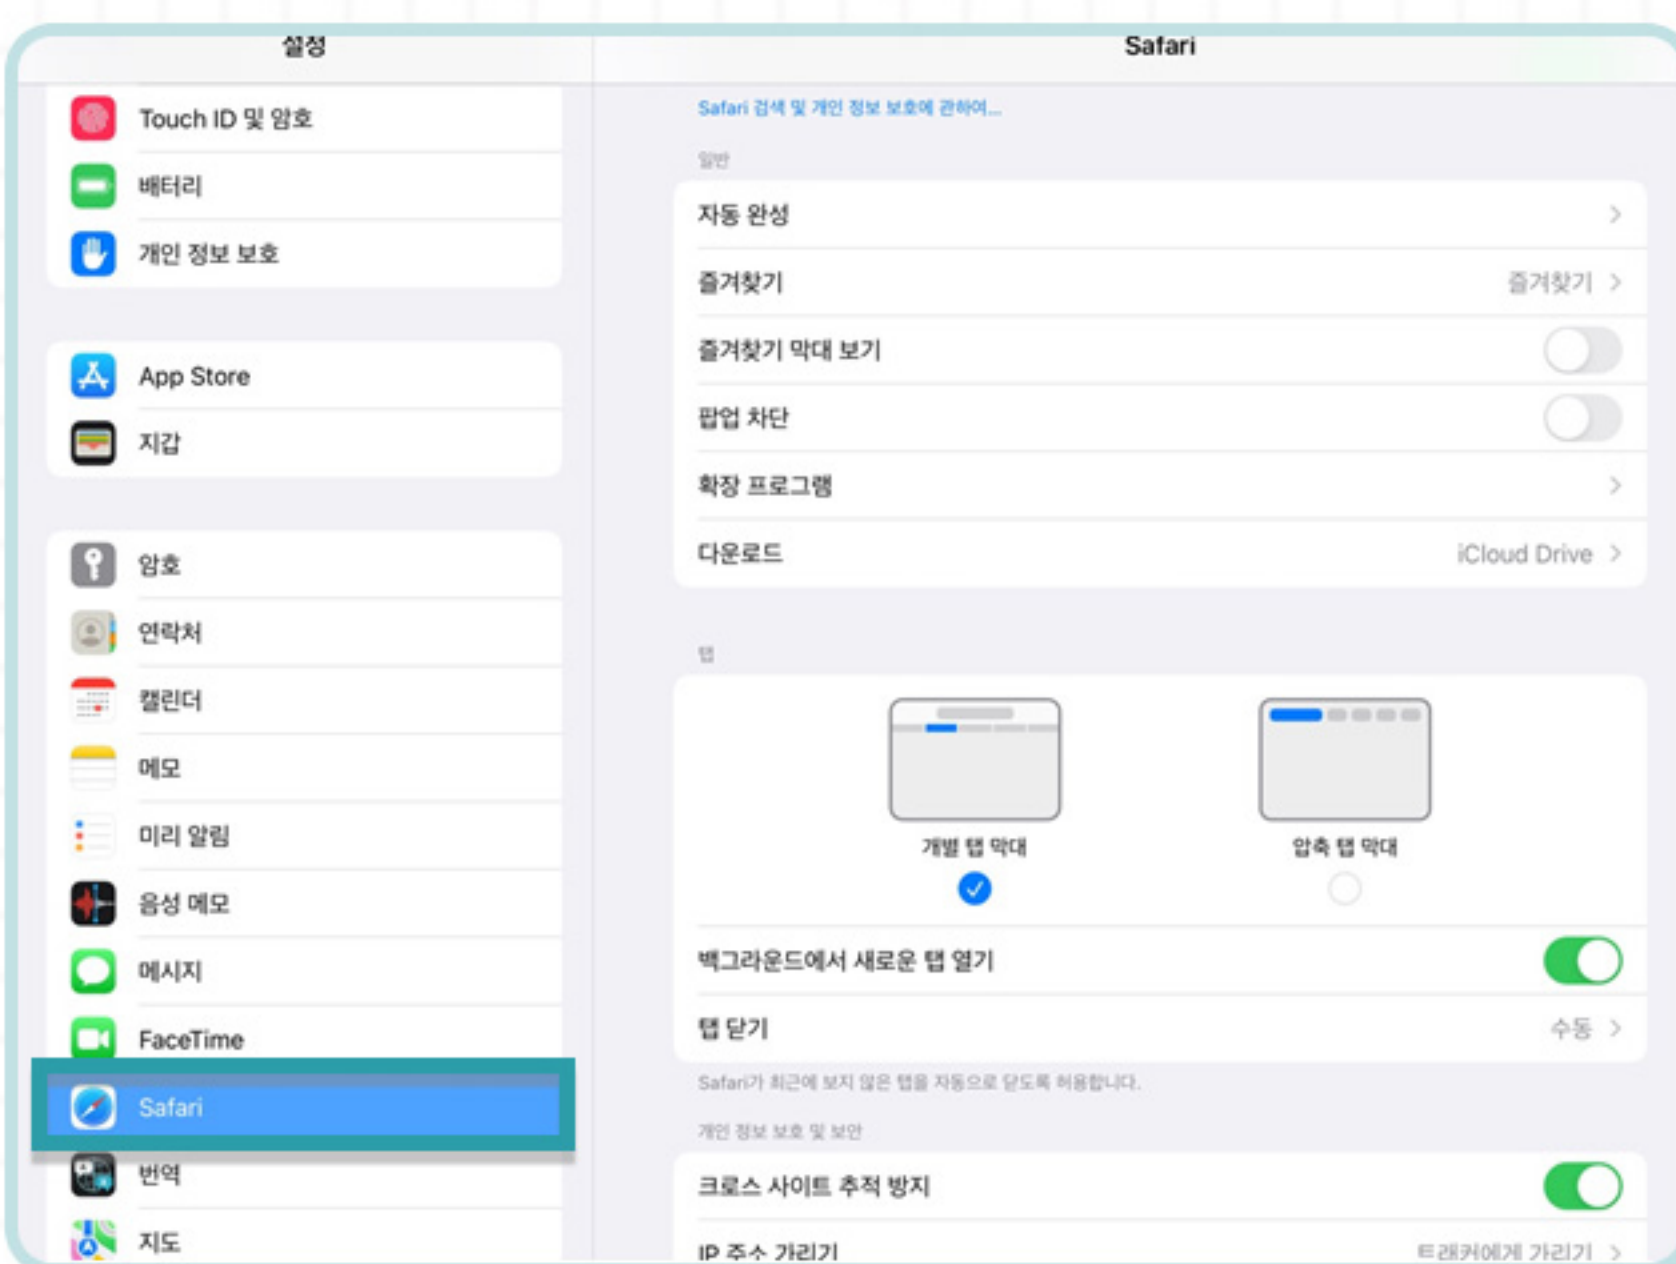 설정
Touch ID 및 암호
배터리
개인 정보 보호
App Store
지갑
암호
연락처
캘린더
메모
미리 알림
음성 메모
메시지
FaceTime
Safari
번역
지도
Safari
Safari 검색 및 개인 정보 보호에 관하여...
일반
자동 완성
즐겨찾기 즐겨찾기
즐겨찾기 막대 보기
팝업 차단
확장 프로그램
다운로드 iCloud Drive
탭
개별 탭 막대 압축 탭 막대
백그라운드에서 새로운 탭 열기
탭 닫기 수동
Safari가 최근에 보지 않은 탭을 자동으로 닫도록 허용합니다.
개인 정보 보호 및 보안
크로스 사이트 추적 방지
IP 주소 가리기 트래커에게 가리기